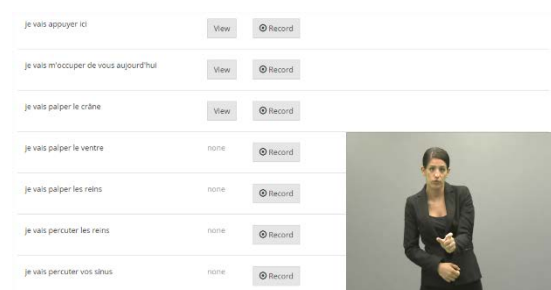 je vais appuyer ici View Record
je vais m'occuper de vous aujourd'hui View Record
je vais palper le crâne View Record
je vais palper le ventre none Record
je vais palper les reins none Record
je vais percuter les reins none Record
je vais percuter vos sinus none Record